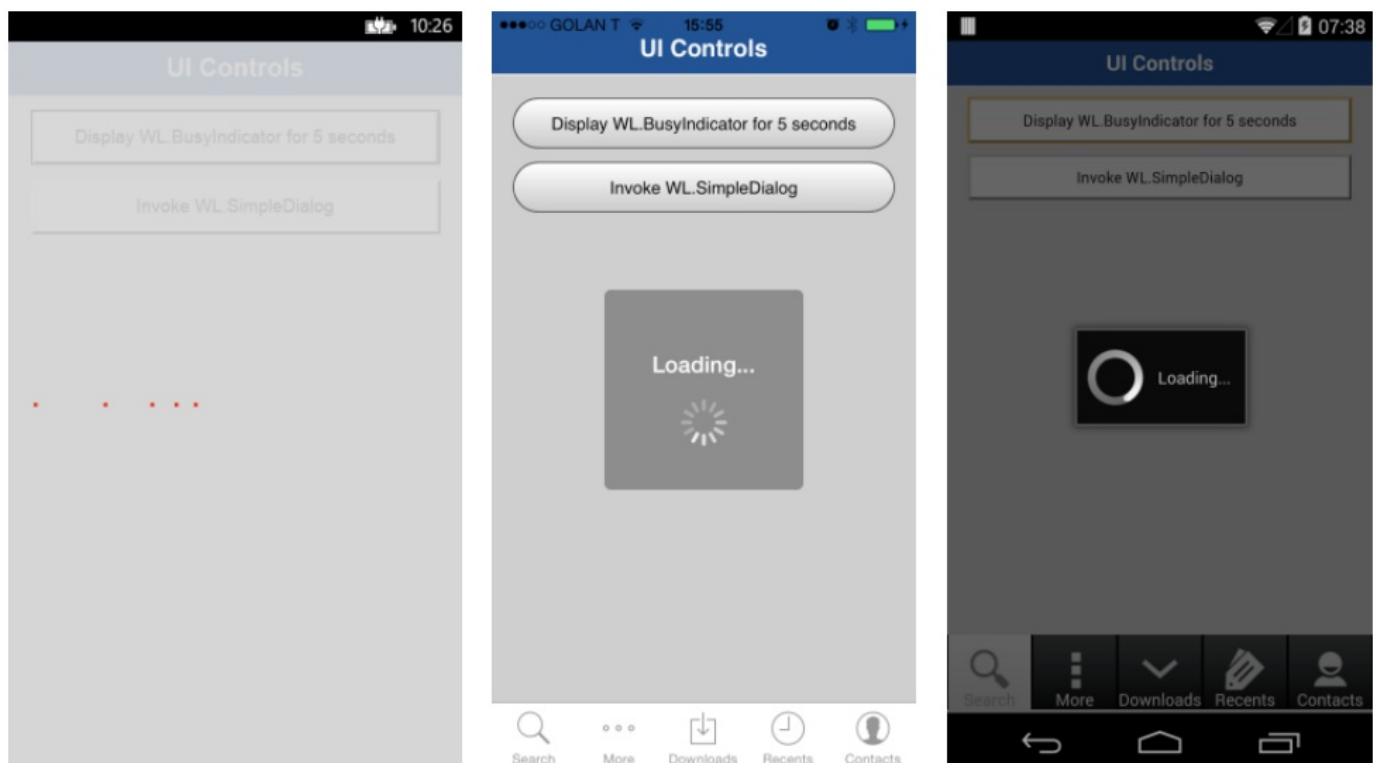 10:26
UI Controls
Display WL.BusyIndicator for 5 seconds
Invoke WL.SimpleDialog
GOLAN T 15:55
UI Controls
Display WL.BusyIndicator for 5 seconds
Invoke WL.SimpleDialog
Loading...
Search More Downloads Recents Contacts
07:38
UI Controls
Display WL.BusyIndicator for 5 seconds
Invoke WL.SimpleDialog
Loading...
Search More Downloads Recents Contacts